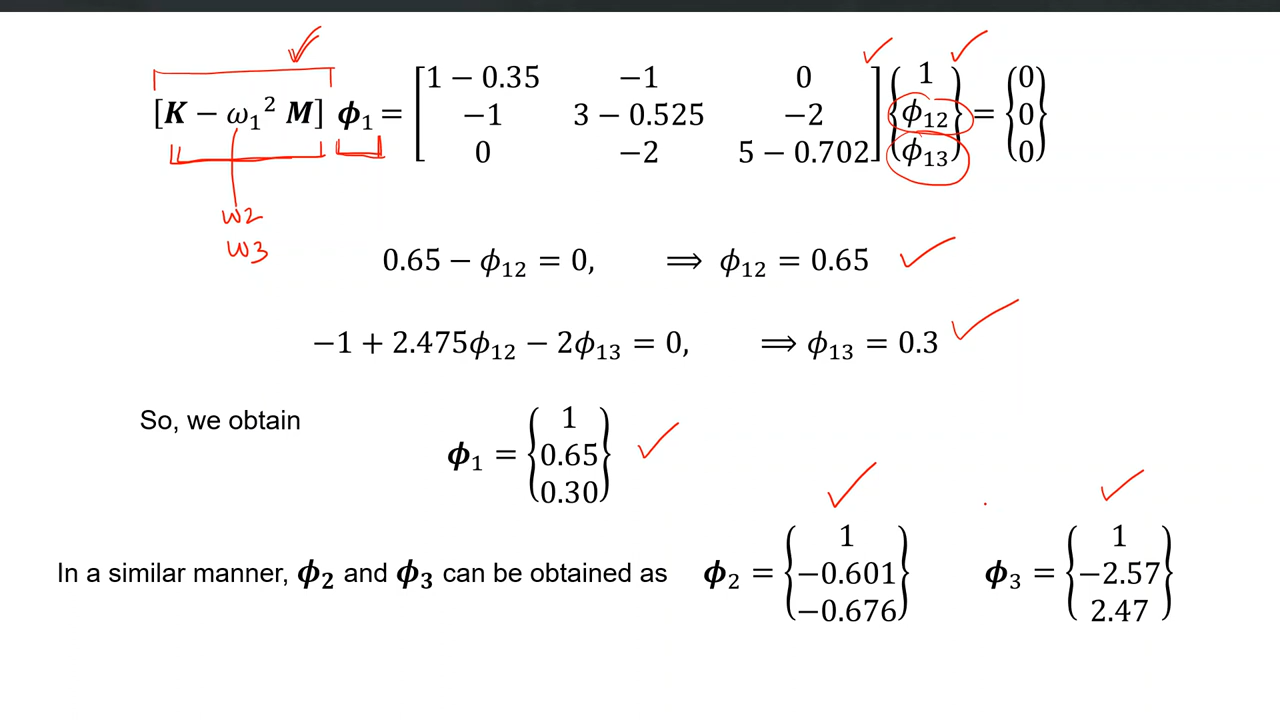 [𝑲 − ω₁² 𝑴] 𝝓₁ = [1 − 0.35 −1 0; −1 3 − 0.525 −2; 0 −2 5 − 0.702] {1; ϕ₁₂; ϕ₁₃} = {0; 0; 0}
w2
w3
0.65 − ϕ₁₂ = 0, ⟹ ϕ₁₂ = 0.65
−1 + 2.475ϕ₁₂ − 2ϕ₁₃ = 0, ⟹ ϕ₁₃ = 0.3
So, we obtain
𝝓₁ = {1; 0.65; 0.30}
In a similar manner, 𝝓₂ and 𝝓₃ can be obtained as 𝝓₂ = {1; −0.601; −0.676} 𝝓₃ = {1; −2.57; 2.47}